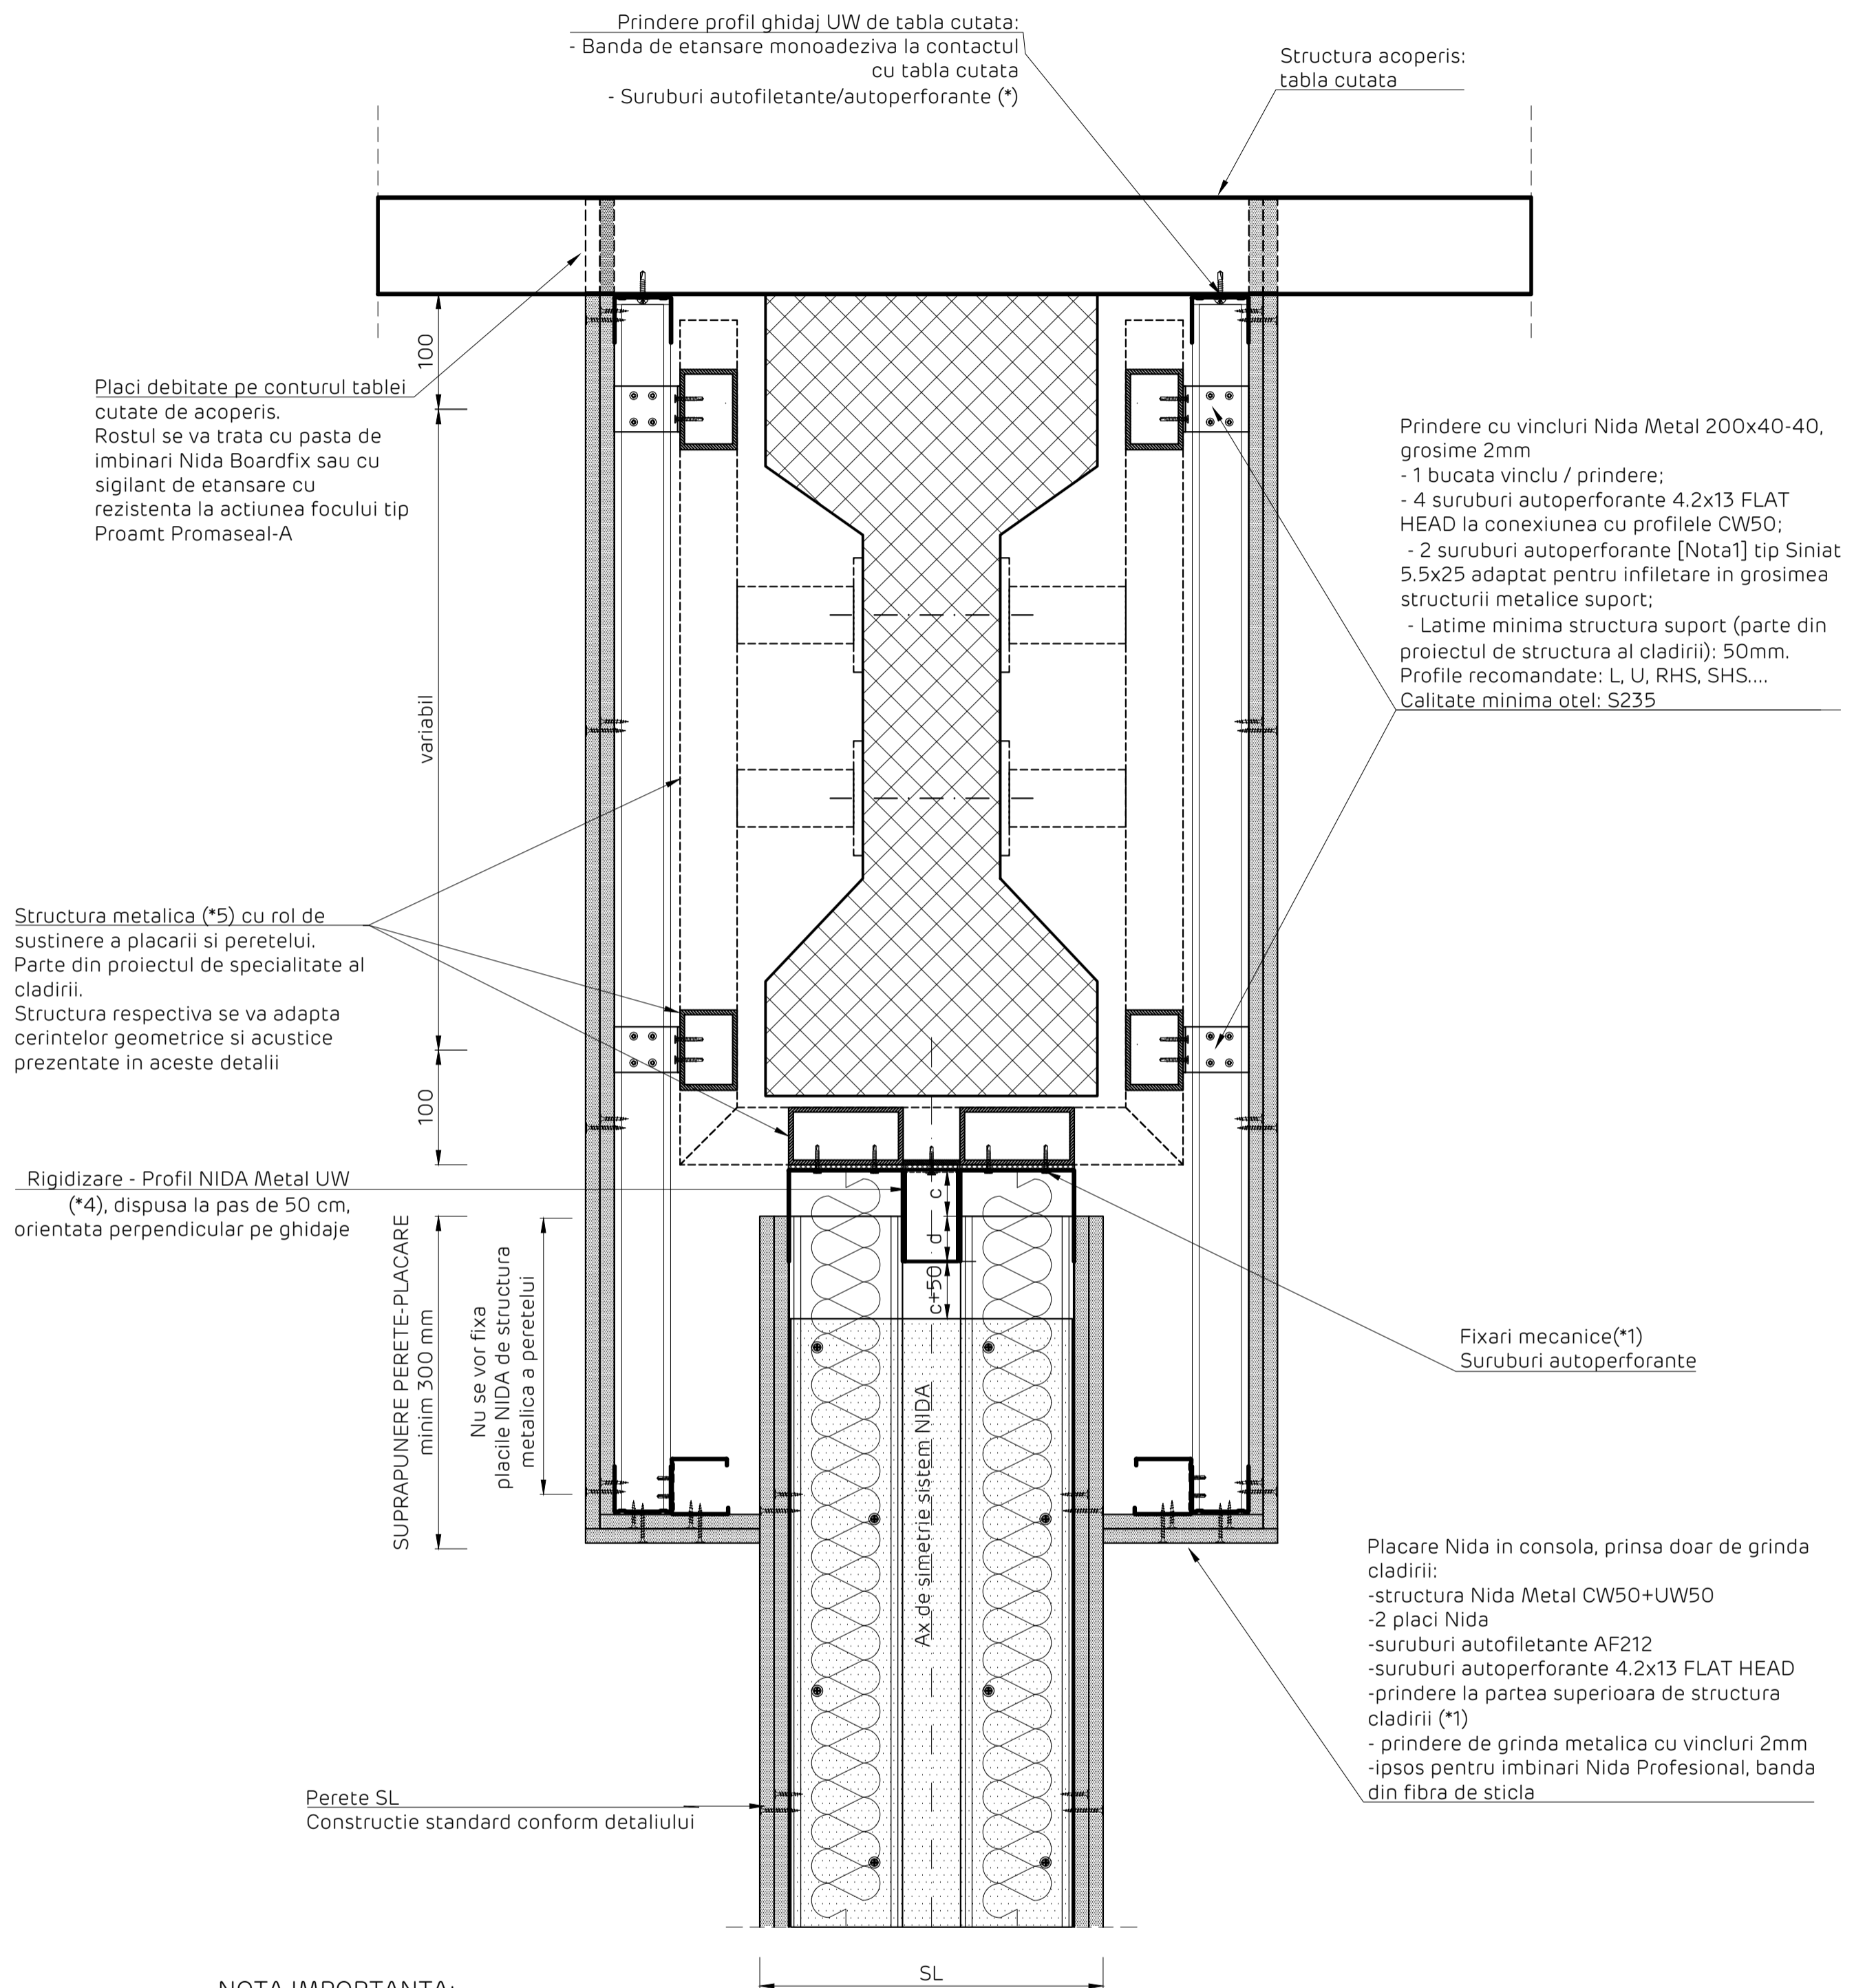 Prindere profil ghidaj UW de tabla cutata:
- Banda de etansare monoadeziva la contactul
cu tabla cutata
- Suruburi autofiletante/autoperforante (*)
Structura acoperis:
tabla cutata
100
Placi debitate pe conturul tablei
cutate de acoperis.
Rostul se va trata cu pasta de
imbinari Nida Boardfix sau cu
sigilant de etansare cu
rezistenta la actiunea focului tip
Proamt Promaseal-A
Prindere cu vincluri Nida Metal 200x40-40,
grosime 2mm
- 1 bucata vinclu / prindere;
- 4 suruburi autoperforante 4.2x13 FLAT
HEAD la conexiunea cu profilele CW50;
- 2 suruburi autoperforante [Nota1] tip Siniat
5.5x25 adaptat pentru infiletare in grosimea
structurii metalice suport;
- Latime minima structura suport (parte din
proiectul de structura al cladirii): 50mm.
Profile recomandate: L, U, RHS, SHS....
Calitate minima otel: S235
variabil
Structura metalica (*5) cu rol de
sustinere a placarii si peretelui.
Parte din proiectul de specialitate al
cladirii.
Structura respectiva se va adapta
cerintelor geometrice si acustice
prezentate in aceste detalii
100
Rigidizare - Profil NIDA Metal UW
(*4), dispusa la pas de 50 cm,
orientata perpendicular pe ghidaje
c
d
c+50
SUPRAPUNERE PERETE-PLACARE
minim 300 mm
Nu se vor fixa
placile NIDA de structura
metalica a peretelui
Fixari mecanice(*1)
Suruburi autoperforante
Ax de simetrie sistem NIDA
Placare Nida in consola, prinsa doar de grinda
cladirii:
-structura Nida Metal CW50+UW50
-2 placi Nida
-suruburi autofiletante AF212
-suruburi autoperforante 4.2x13 FLAT HEAD
-prindere la partea superioara de structura
cladirii (*1)
- prindere de grinda metalica cu vincluri 2mm
-ipsos pentru imbinari Nida Profesional, banda
din fibra de sticla
Perete SL
Constructie standard conform detaliului
SL
NOTA IMPORTANTA: